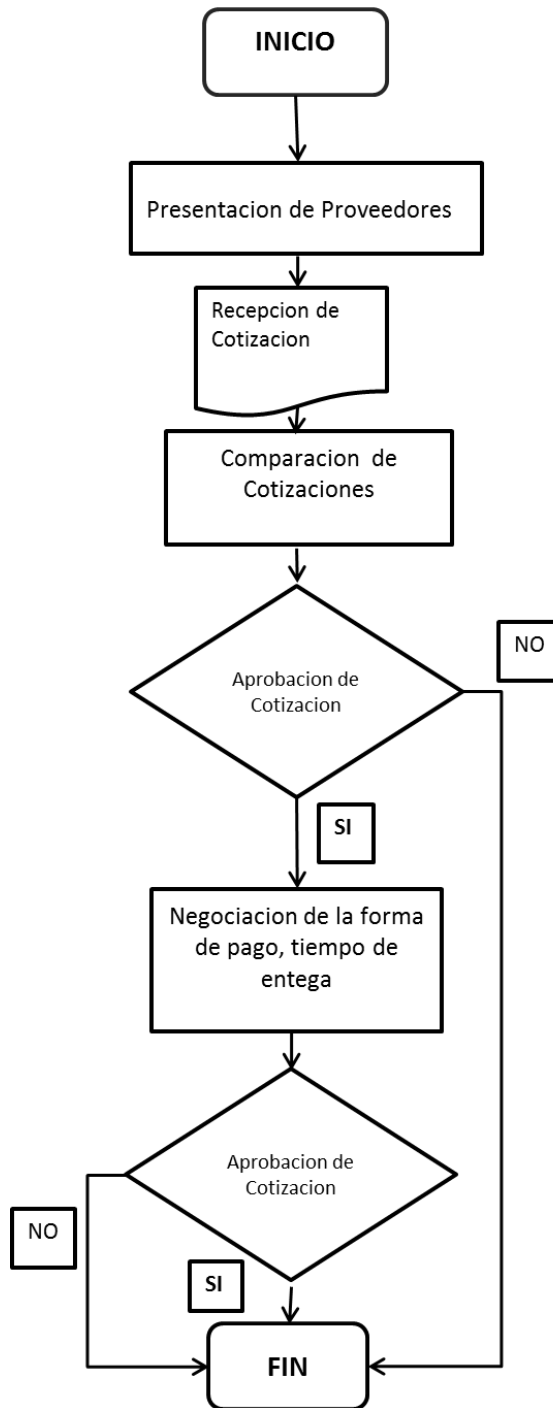 INICIO
Presentacion de Proveedores
Recepcion de
Cotizacion
Comparacion de
Cotizaciones
Aprobacion de
Cotizacion
NO
SI
Negociacion de la forma
de pago, tiempo de
entega
Aprobacion de
Cotizacion
NO
SI
FIN